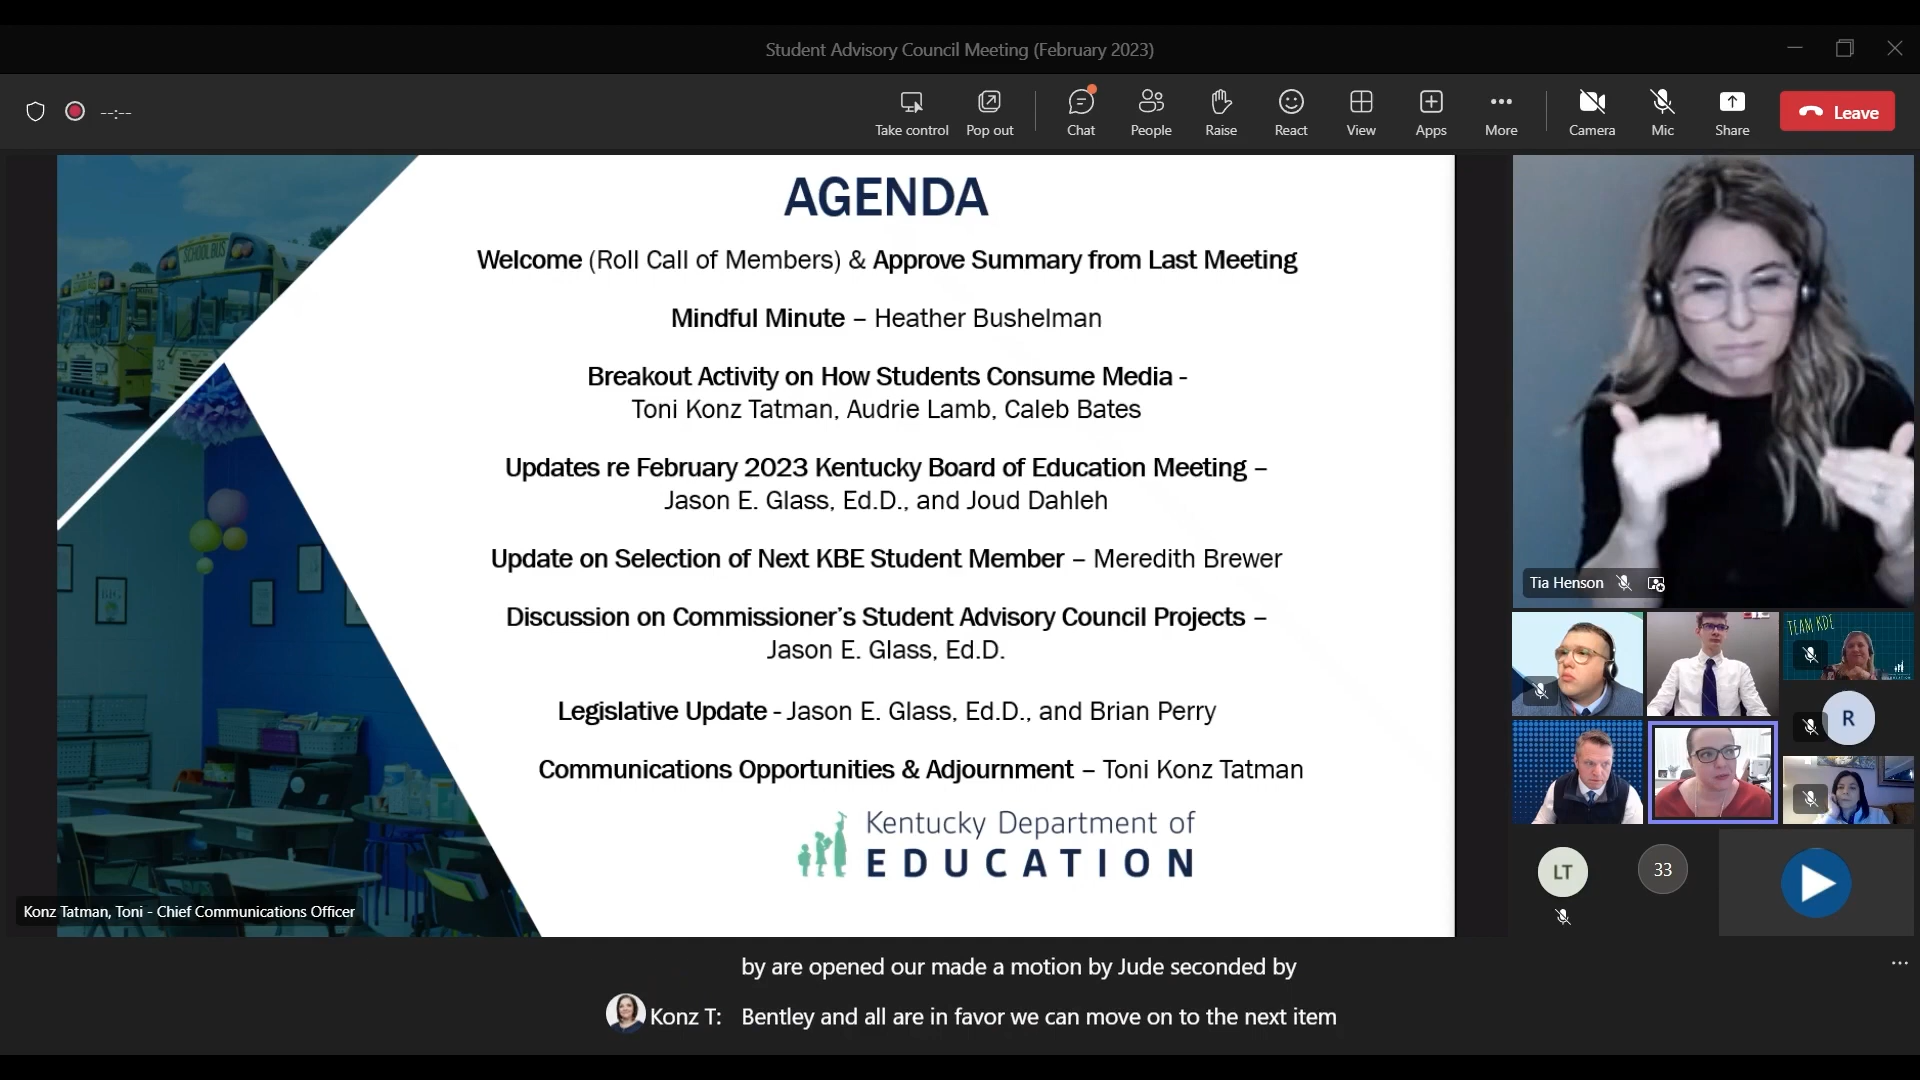 Student Advisory Council Meeting (February 2023)
--:--
Take control
Pop out
Chat
People
Raise
React
View
Apps
More
Camera
Mic
Share
Leave
SCHOOL BUS
AGENDA
Welcome (Roll Call of Members) & Approve Summary from Last Meeting
Mindful Minute – Heather Bushelman
Breakout Activity on How Students Consume Media -
Toni Konz Tatman, Audrie Lamb, Caleb Bates
Updates re February 2023 Kentucky Board of Education Meeting –
Jason E. Glass, Ed.D., and Joud Dahleh
Update on Selection of Next KBE Student Member – Meredith Brewer
Discussion on Commissioner's Student Advisory Council Projects –
Jason E. Glass, Ed.D.
Legislative Update - Jason E. Glass, Ed.D., and Brian Perry
Communications Opportunities & Adjournment – Toni Konz Tatman
Kentucky Department of
EDUCATION
Konz Tatman, Toni - Chief Communications Officer
Tia Henson
TEAM KDE
R
LT
33
by are opened our made a motion by Jude seconded by
Konz T: Bentley and all are in favor we can move on to the next item